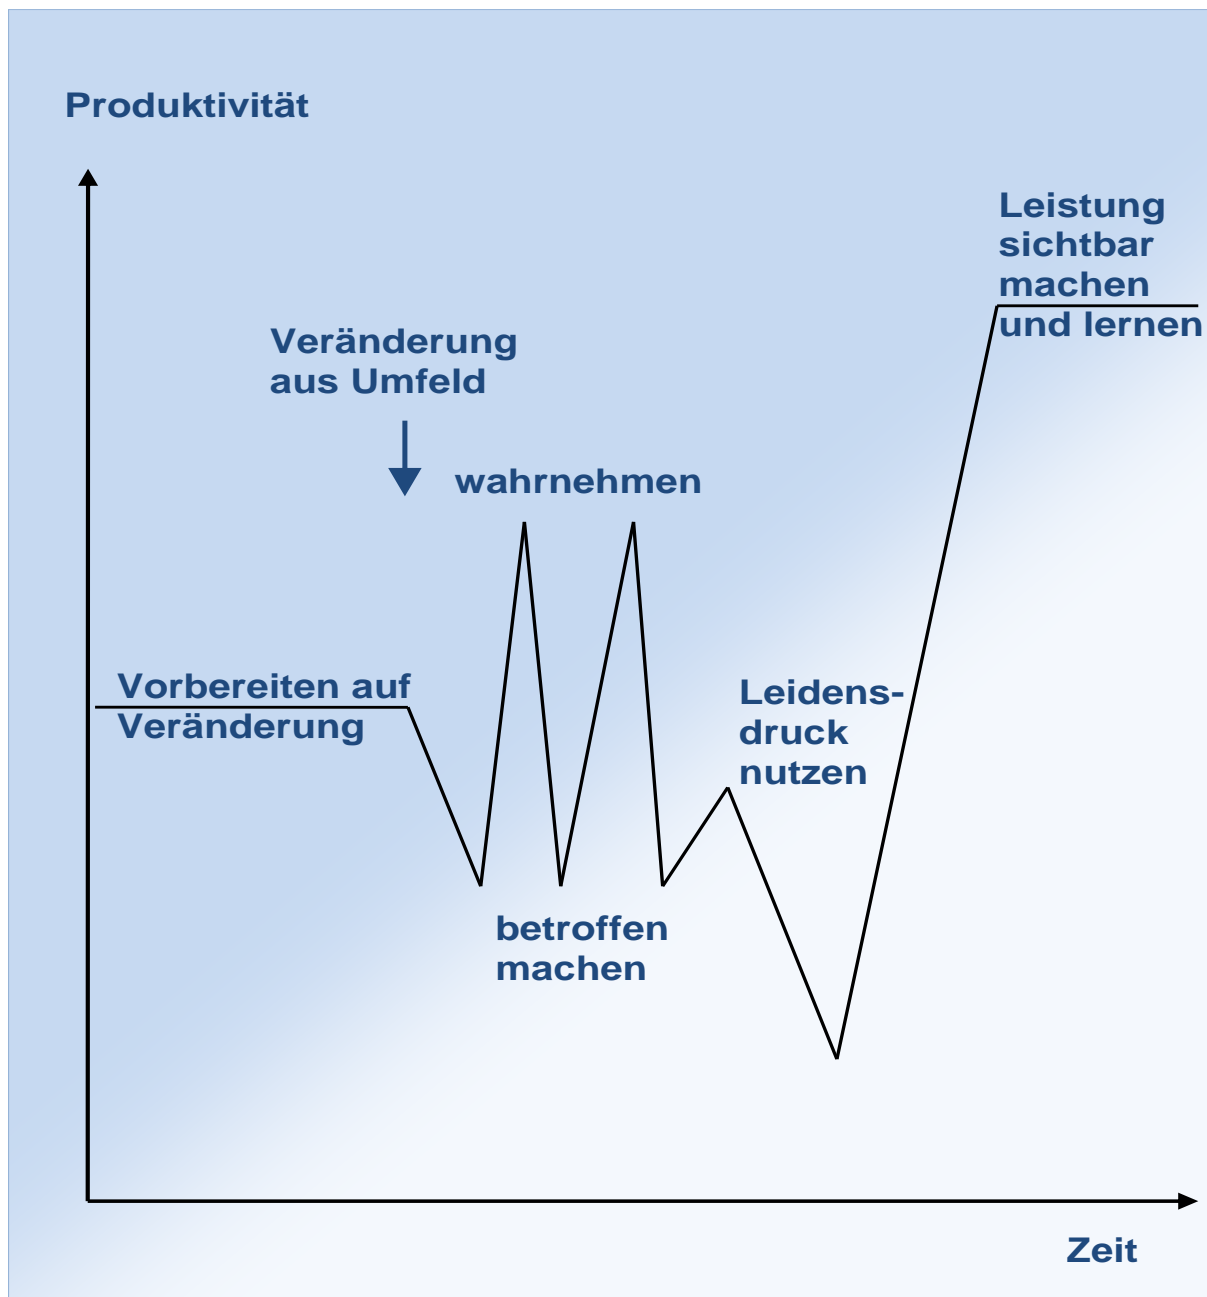 Produktivität
Leistung
sichtbar
machen
und lernen
Veränderung
aus Umfeld
wahrnehmen
Vorbereiten auf
Veränderung
Leidens-
druck
nutzen
betroffen
machen
Zeit